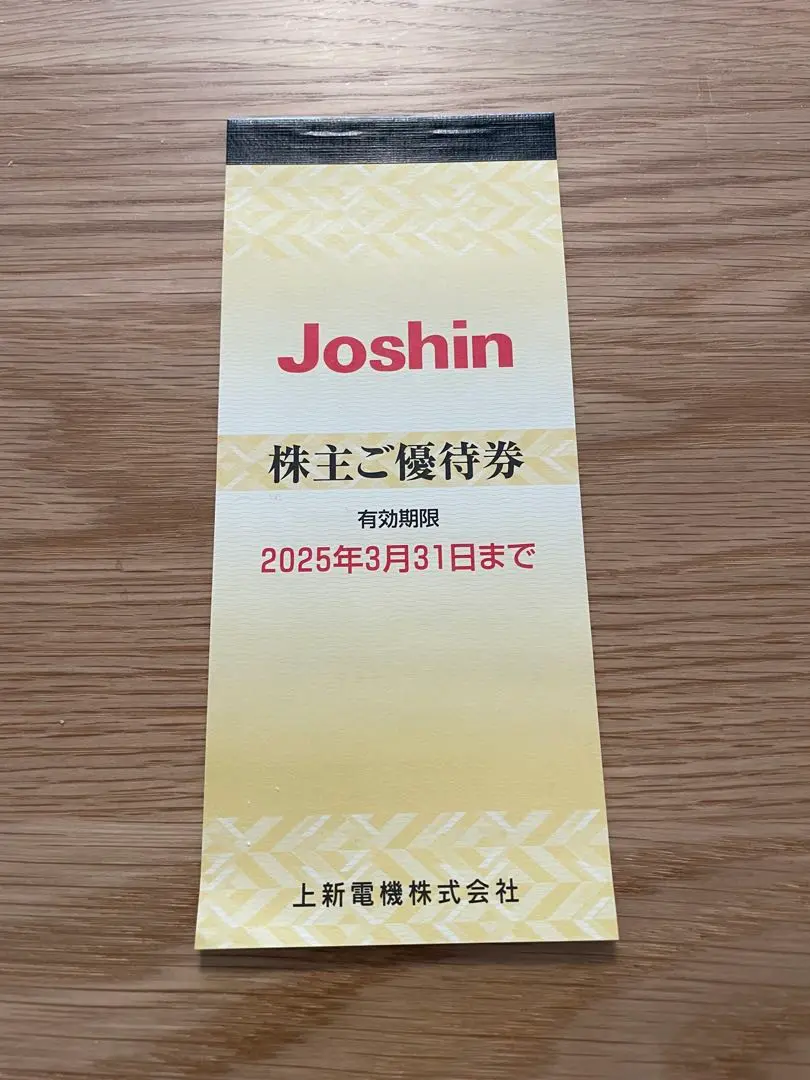 Joshin
株主ご優待券
有効期限
2025年3月31日まで
上新電機株式会社